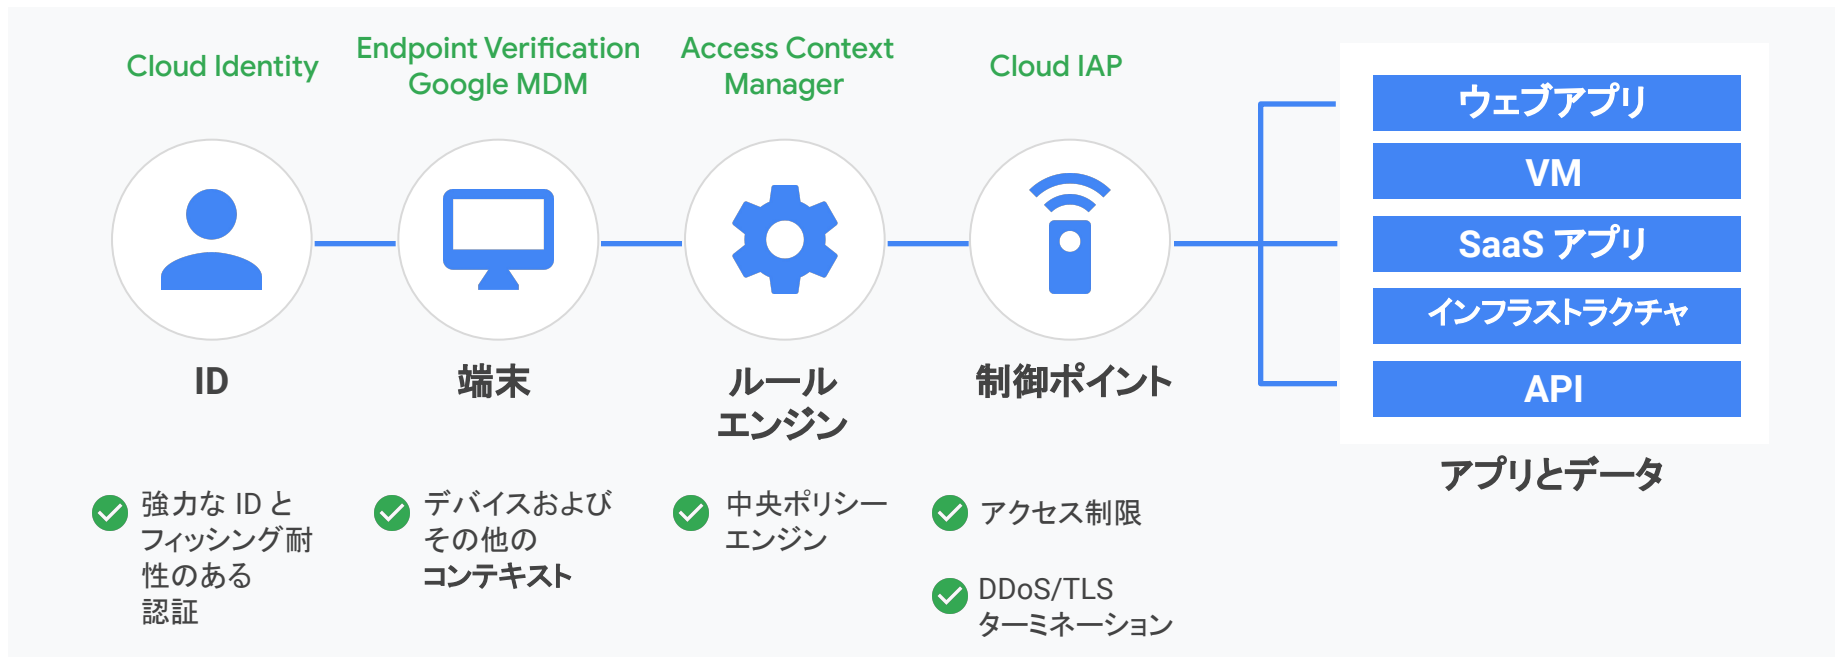 Cloud Identity
Endpoint Verification
Google MDM
Access Context
Manager
Cloud IAP
ID
端末
ルール
エンジン
制御ポイント
強力な ID と
フィッシング耐
性のある
認証
デバイスおよび
その他の
コンテキスト
中央ポリシー
エンジン
アクセス制限
DDoS/TLS
ターミネーション
ウェブアプリ
VM
SaaS アプリ
インフラストラクチャ
API
アプリとデータ